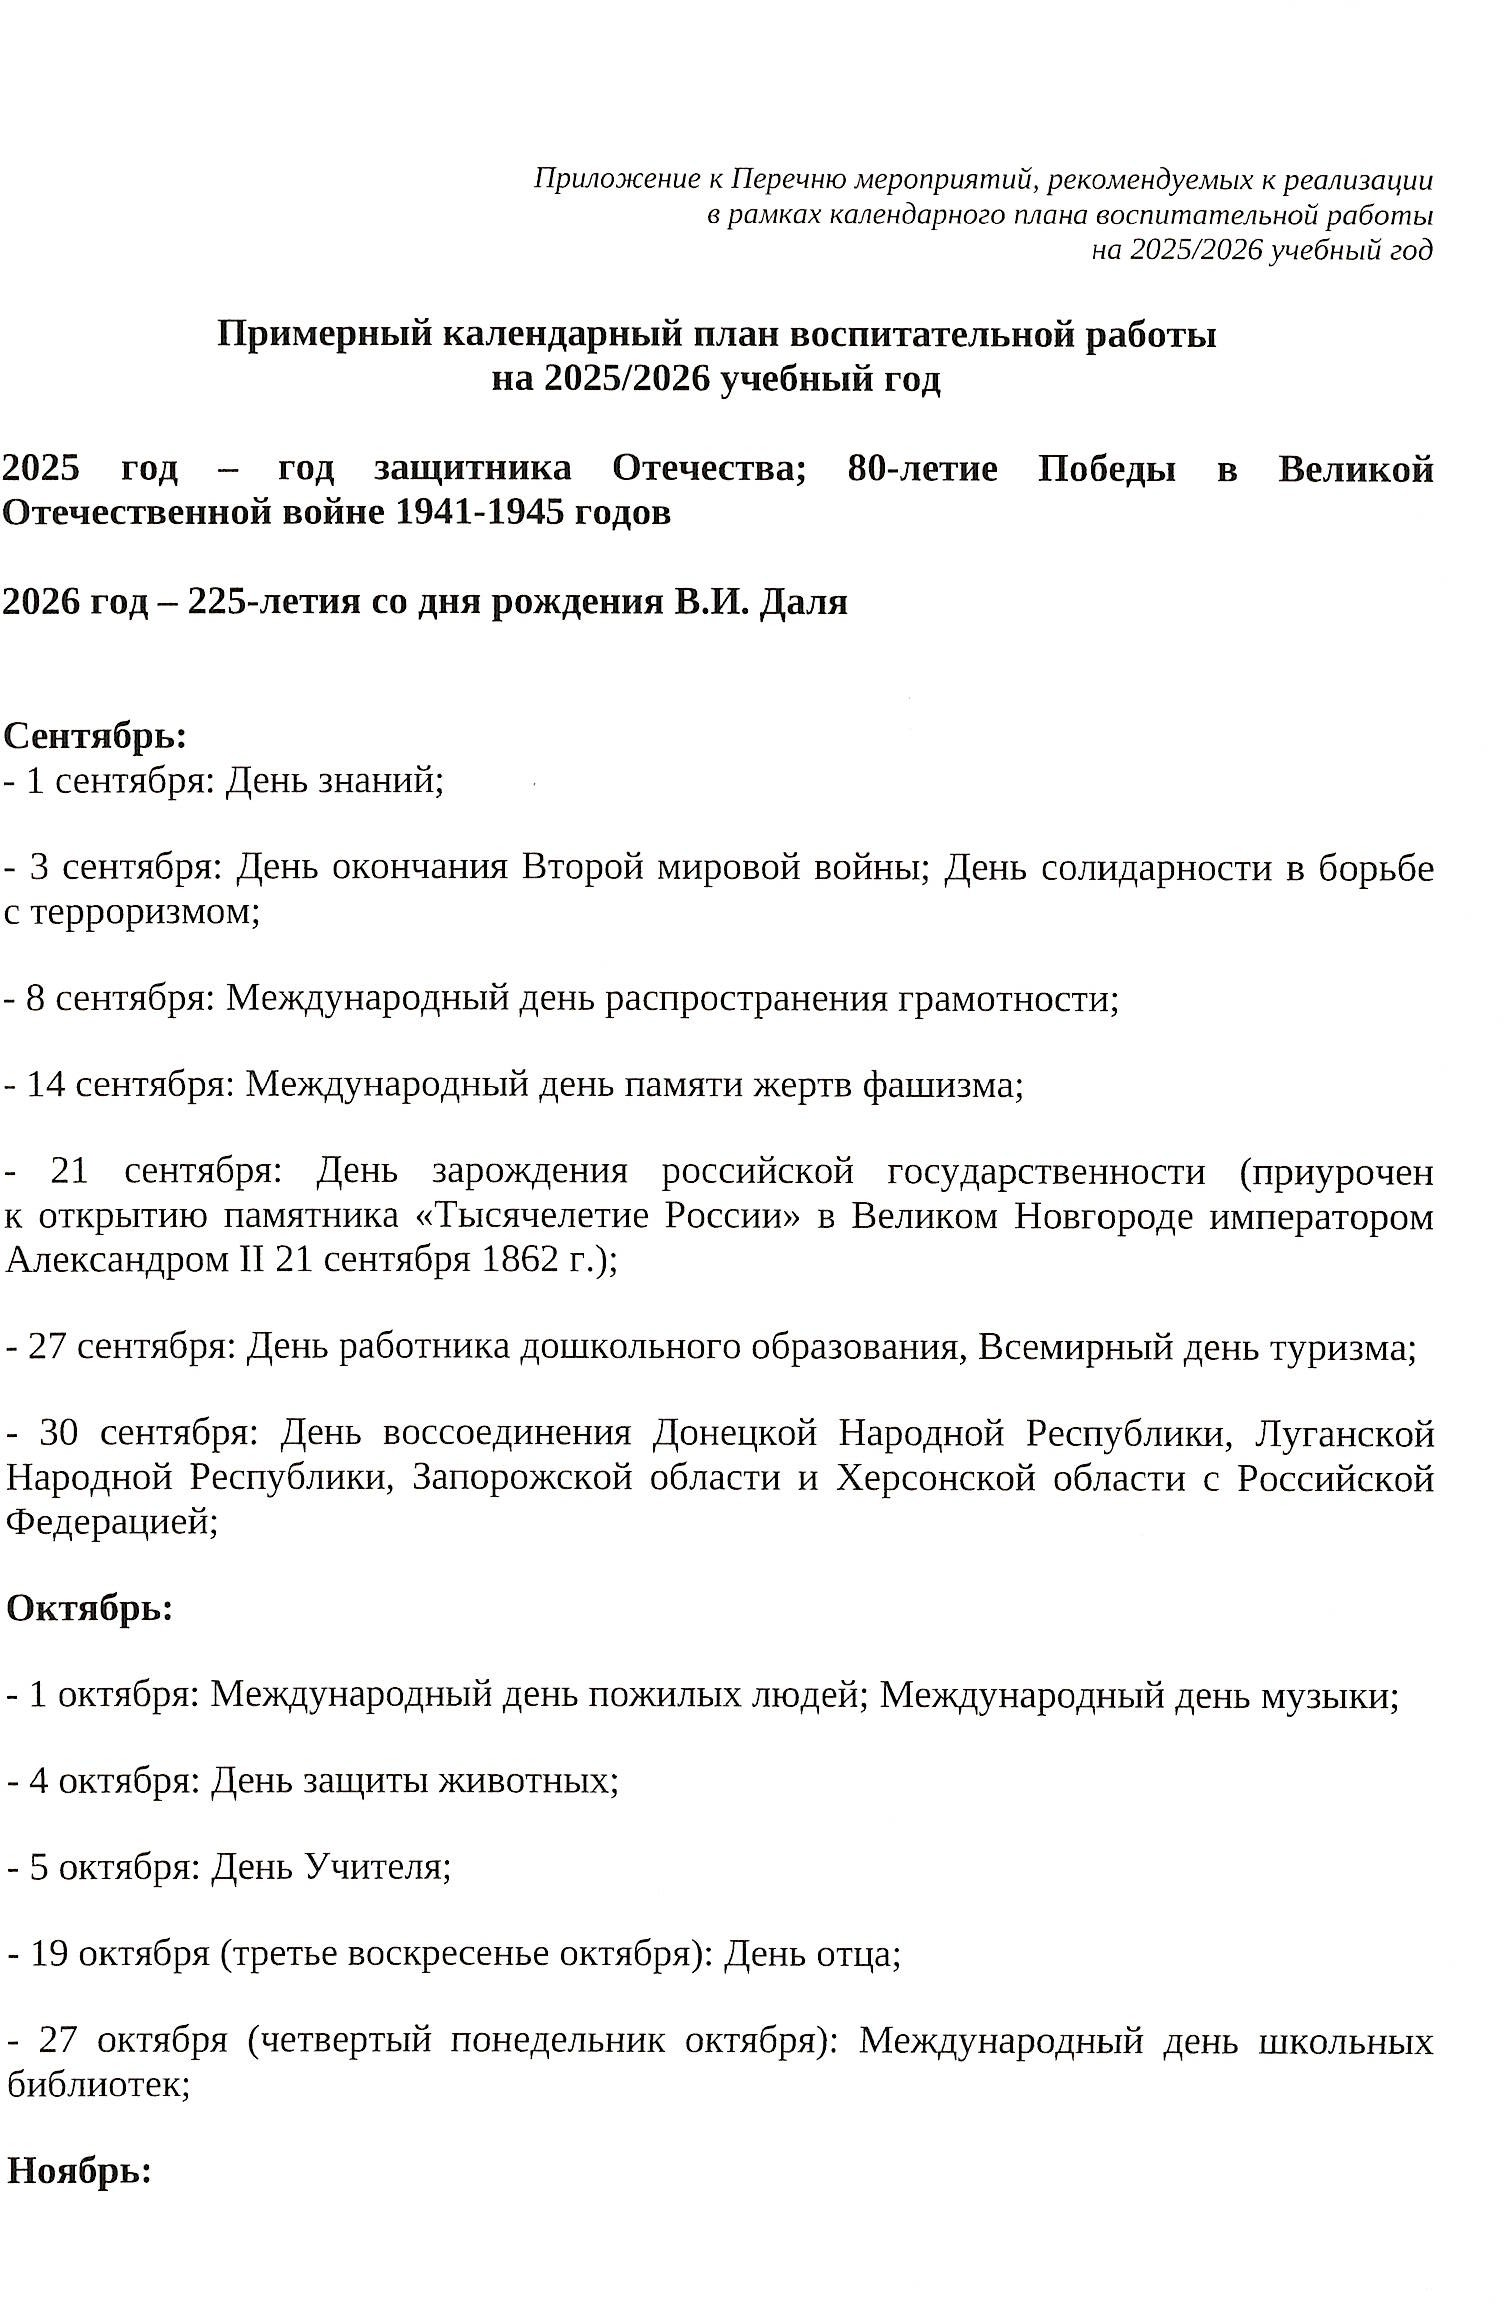 Приложение к Перечню мероприятий, рекомендуемых к реализации
в рамках календарного плана воспитательной работы
на 2025/2026 учебный год
Примерный календарный план воспитательной работы
на 2025/2026 учебный год
2025 год – год защитника Отечества; 80-летие Победы в Великой
Отечественной войне 1941-1945 годов
2026 год – 225-летия со дня рождения В.И. Даля
Сентябрь:
- 1 сентября: День знаний;
- 3 сентября: День окончания Второй мировой войны; День солидарности в борьбе
с терроризмом;
- 8 сентября: Международный день распространения грамотности;
- 14 сентября: Международный день памяти жертв фашизма;
- 21 сентября: День зарождения российской государственности (приурочен
к открытию памятника «Тысячелетие России» в Великом Новгороде императором
Александром II 21 сентября 1862 г.);
- 27 сентября: День работника дошкольного образования, Всемирный день туризма;
- 30 сентября: День воссоединения Донецкой Народной Республики, Луганской
Народной Республики, Запорожской области и Херсонской области с Российской
Федерацией;
Октябрь:
- 1 октября: Международный день пожилых людей; Международный день музыки;
- 4 октября: День защиты животных;
- 5 октября: День Учителя;
- 19 октября (третье воскресенье октября): День отца;
- 27 октября (четвертый понедельник октября): Международный день школьных
библиотек;
Ноябрь: